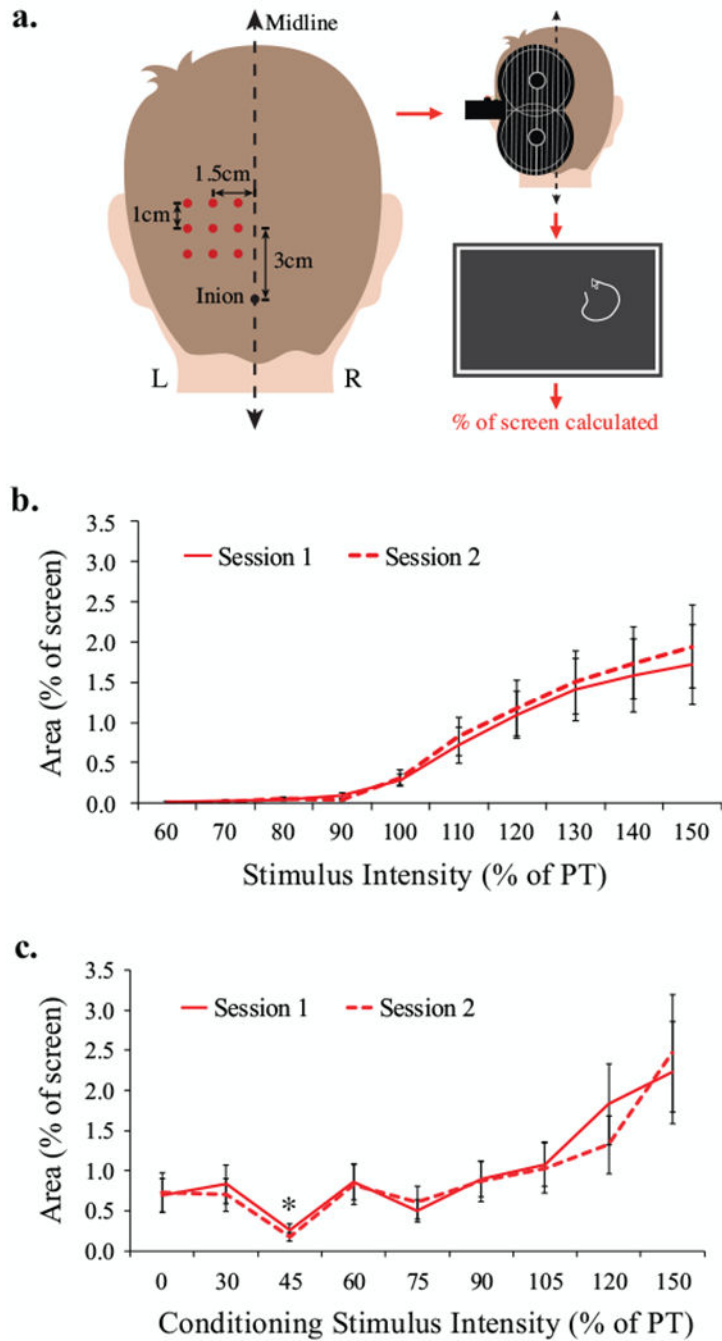 a.
Midline
1.5cm
1cm
3cm
Inion
L
R
% of screen calculated
b.
3.5
3.0
2.5
2.0
1.5
1.0
0.5
0.0
Area (% of screen)
Session 1
Session 2
60 70 80 90 100 110 120 130 140 150
Stimulus Intensity (% of PT)
c.
3.5
3.0
2.5
2.0
1.5
1.0
0.5
0.0
Area (% of screen)
Session 1
Session 2
*
0 30 45 60 75 90 105 120 150
Conditioning Stimulus Intensity (% of PT)